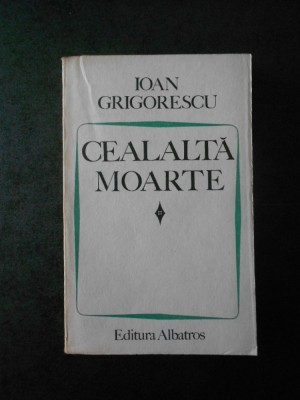 IOAN
GRIGORESCU
CEALALTĂ
MOARTE
Editura Albatros